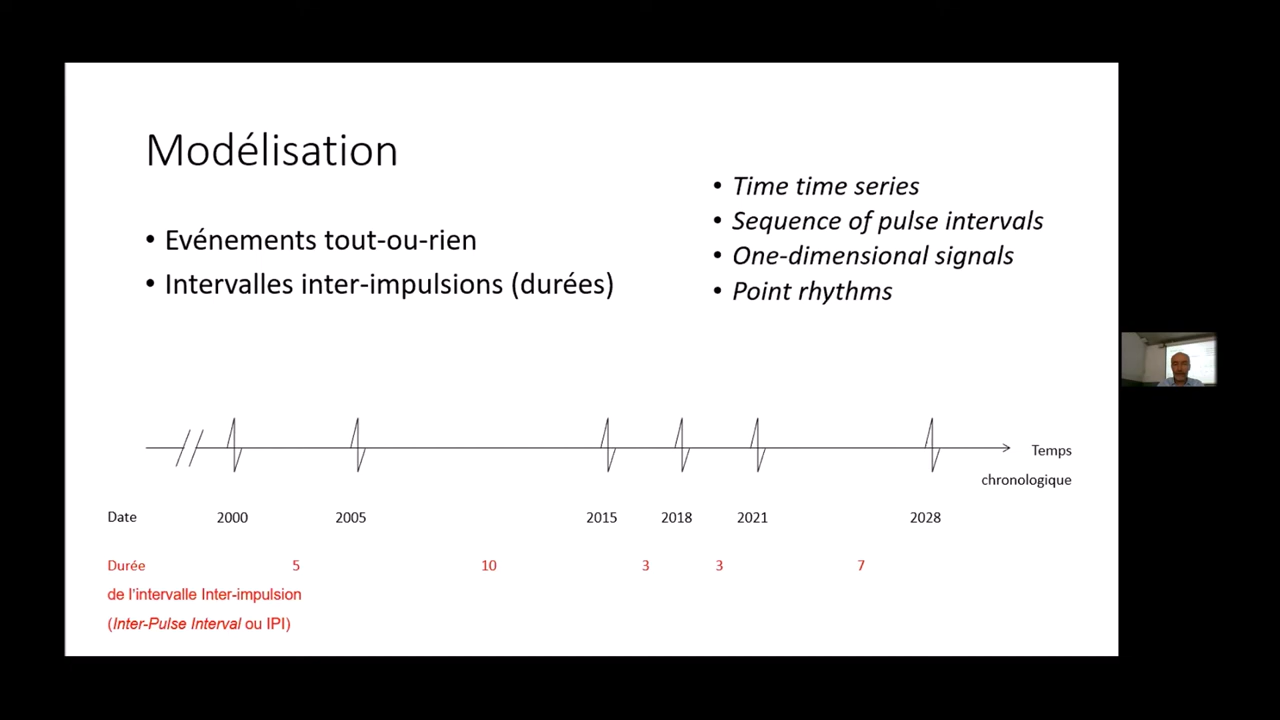 Modélisation
• Evénements tout-ou-rien
• Intervalles inter-impulsions (durées)
• Time time series
• Sequence of pulse intervals
• One-dimensional signals
• Point rhythms
Temps
chronologique
Date 2000 2005 2015 2018 2021 2028
Durée 5 10 3 3 7
de l'intervalle Inter-impulsion
(Inter-Pulse Interval ou IPI)